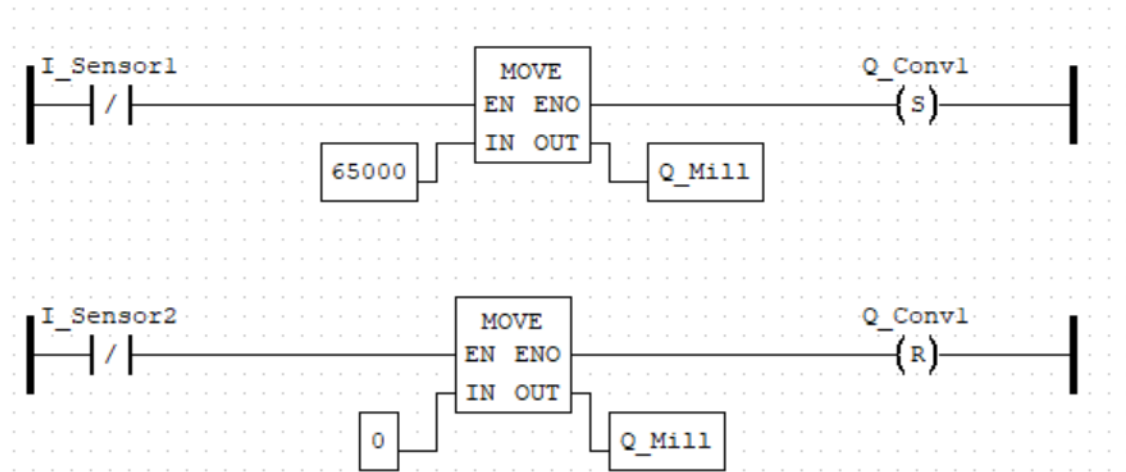 I_Sensor1
Q_Conv1
/
MOVE
EN ENO
IN OUT
(S)
65000
Q_Mill
I_Sensor2
Q_Conv1
/
MOVE
EN ENO
IN OUT
(R)
0
Q_Mill